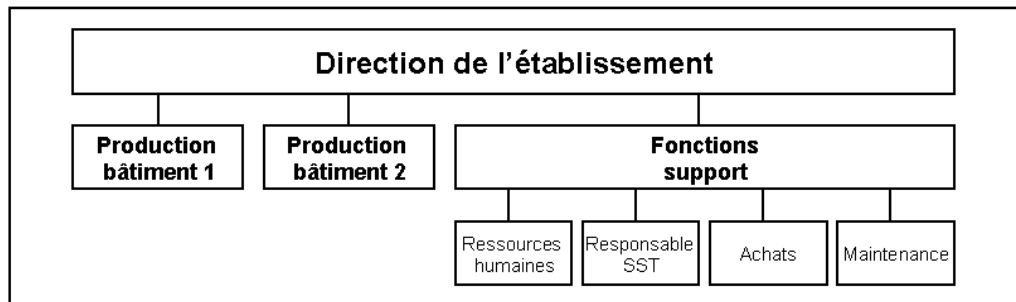 Direction de l'établissement
Production
bâtiment 1
Production
bâtiment 2
Fonctions
support
Ressources
humaines
Responsable
SST
Achats
Maintenance